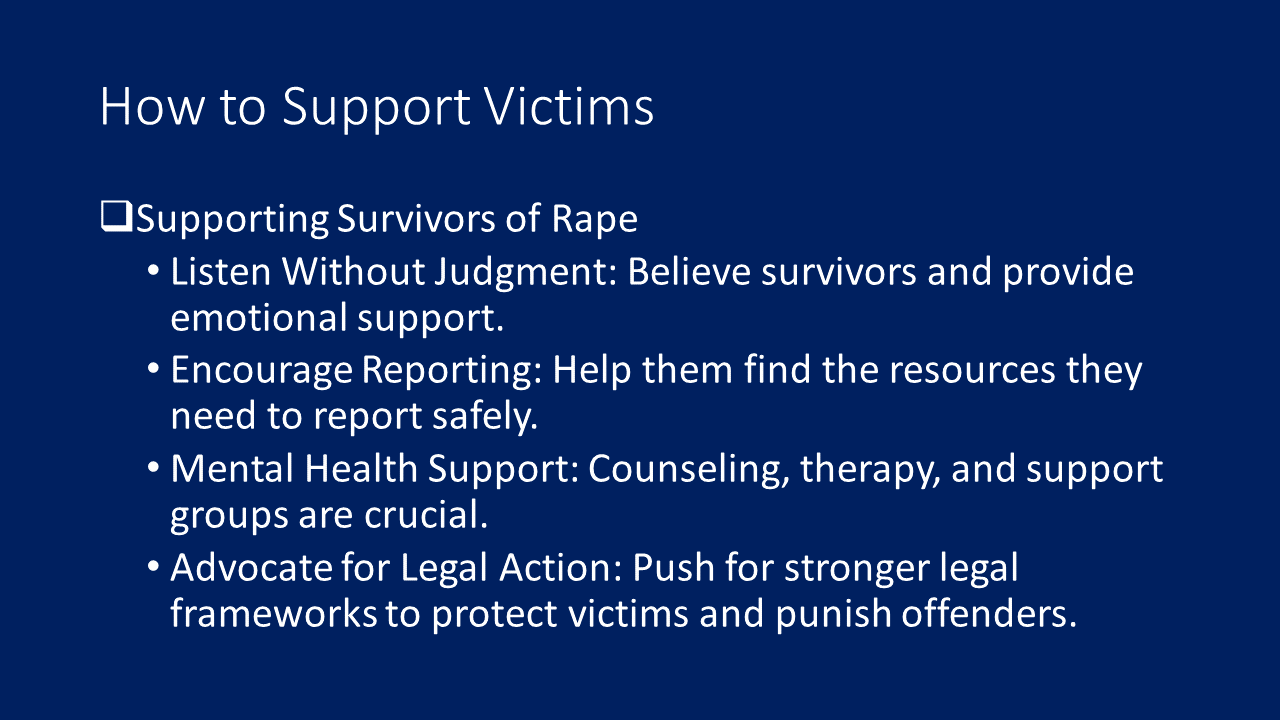 How to Support Victims
❑Supporting Survivors of Rape
• Listen Without Judgment: Believe survivors and provide
emotional support.
• Encourage Reporting: Help them find the resources they
need to report safely.
• Mental Health Support: Counseling, therapy, and support
groups are crucial.
• Advocate for Legal Action: Push for stronger legal
frameworks to protect victims and punish offenders.